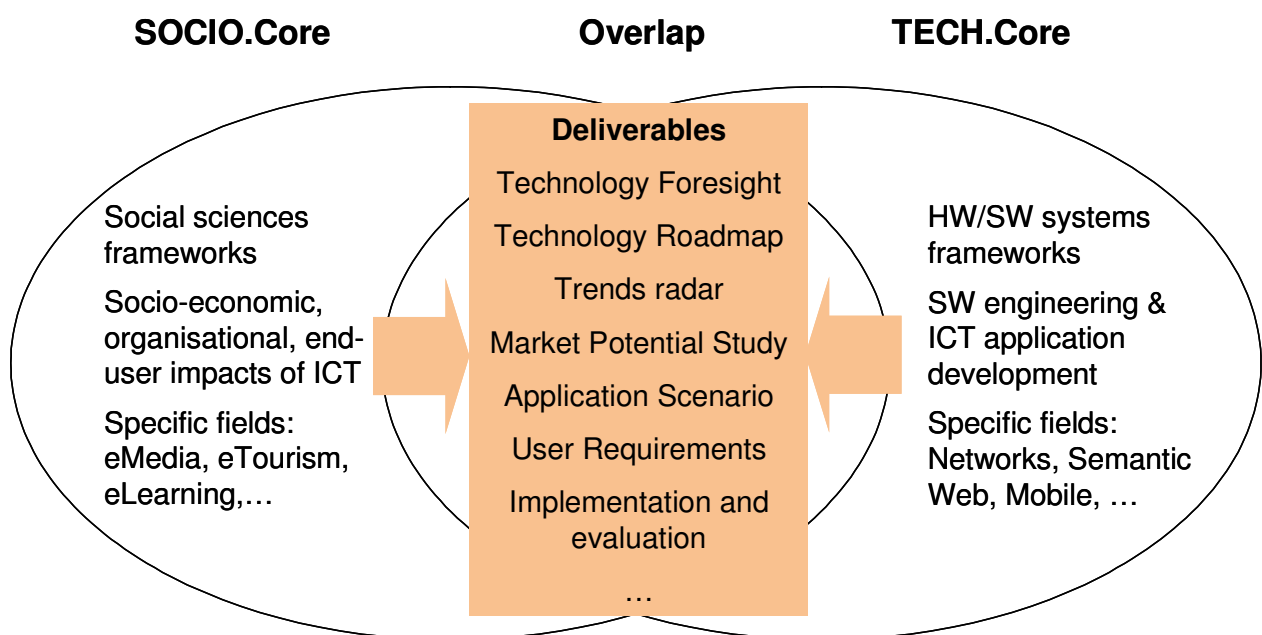 SOCIO.Core
Overlap
TECH.Core
Social sciences
frameworks
Socio-economic,
organisational, end-
user impacts of ICT
Specific fields:
eMedia, eTourism,
eLearning,…
Deliverables
Technology Foresight
Technology Roadmap
Trends radar
Market Potential Study
Application Scenario
User Requirements
Implementation and
evaluation
…
HW/SW systems
frameworks
SW engineering &
ICT application
development
Specific fields:
Networks, Semantic
Web, Mobile, …